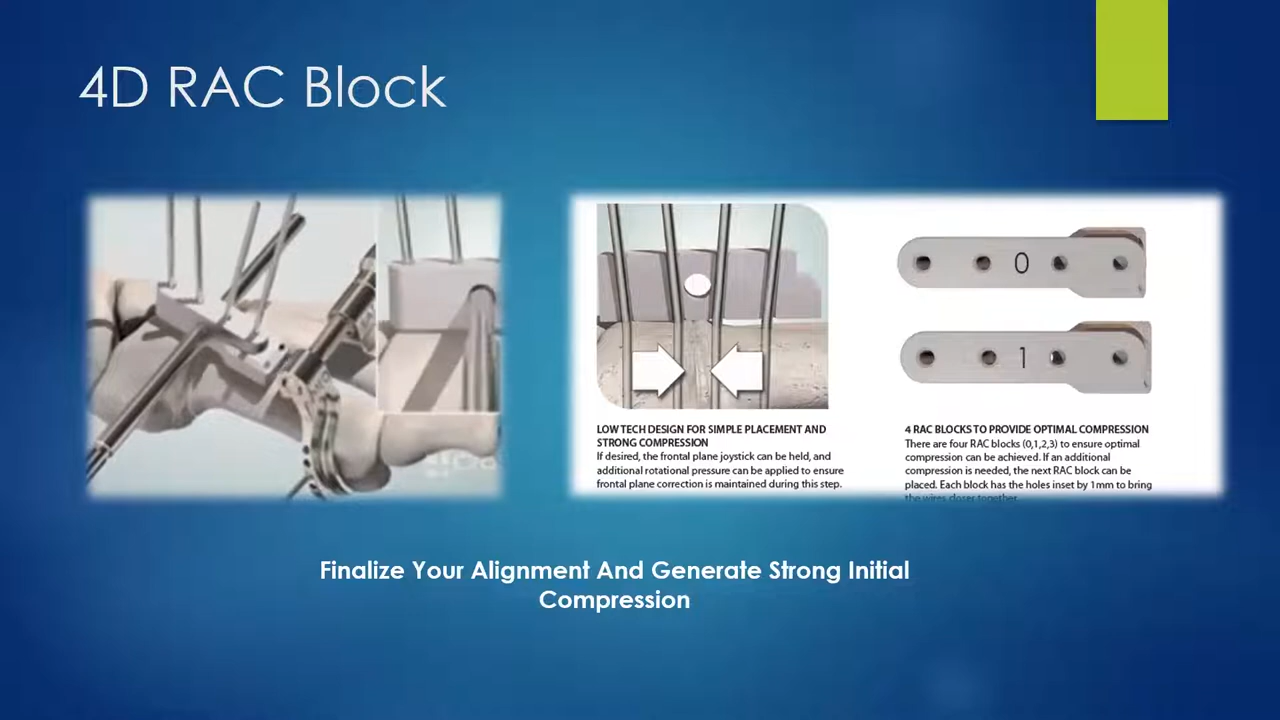 4D RAC Block
LOW TECH DESIGN FOR SIMPLE PLACEMENT AND
STRONG COMPRESSION
If desired, the frontal plane joystick can be held, and
additional rotational pressure can be applied to ensure
frontal plane correction is maintained during this step.
0
1
4 RAC BLOCKS TO PROVIDE OPTIMAL COMPRESSION
There are four RAC blocks (0,1,2,3) to ensure optimal
compression can be achieved. If an additional
compression is needed, the next RAC block can be
placed. Each block has the holes inset by 1mm to bring
the wires closer together.
Finalize Your Alignment And Generate Strong Initial
Compression